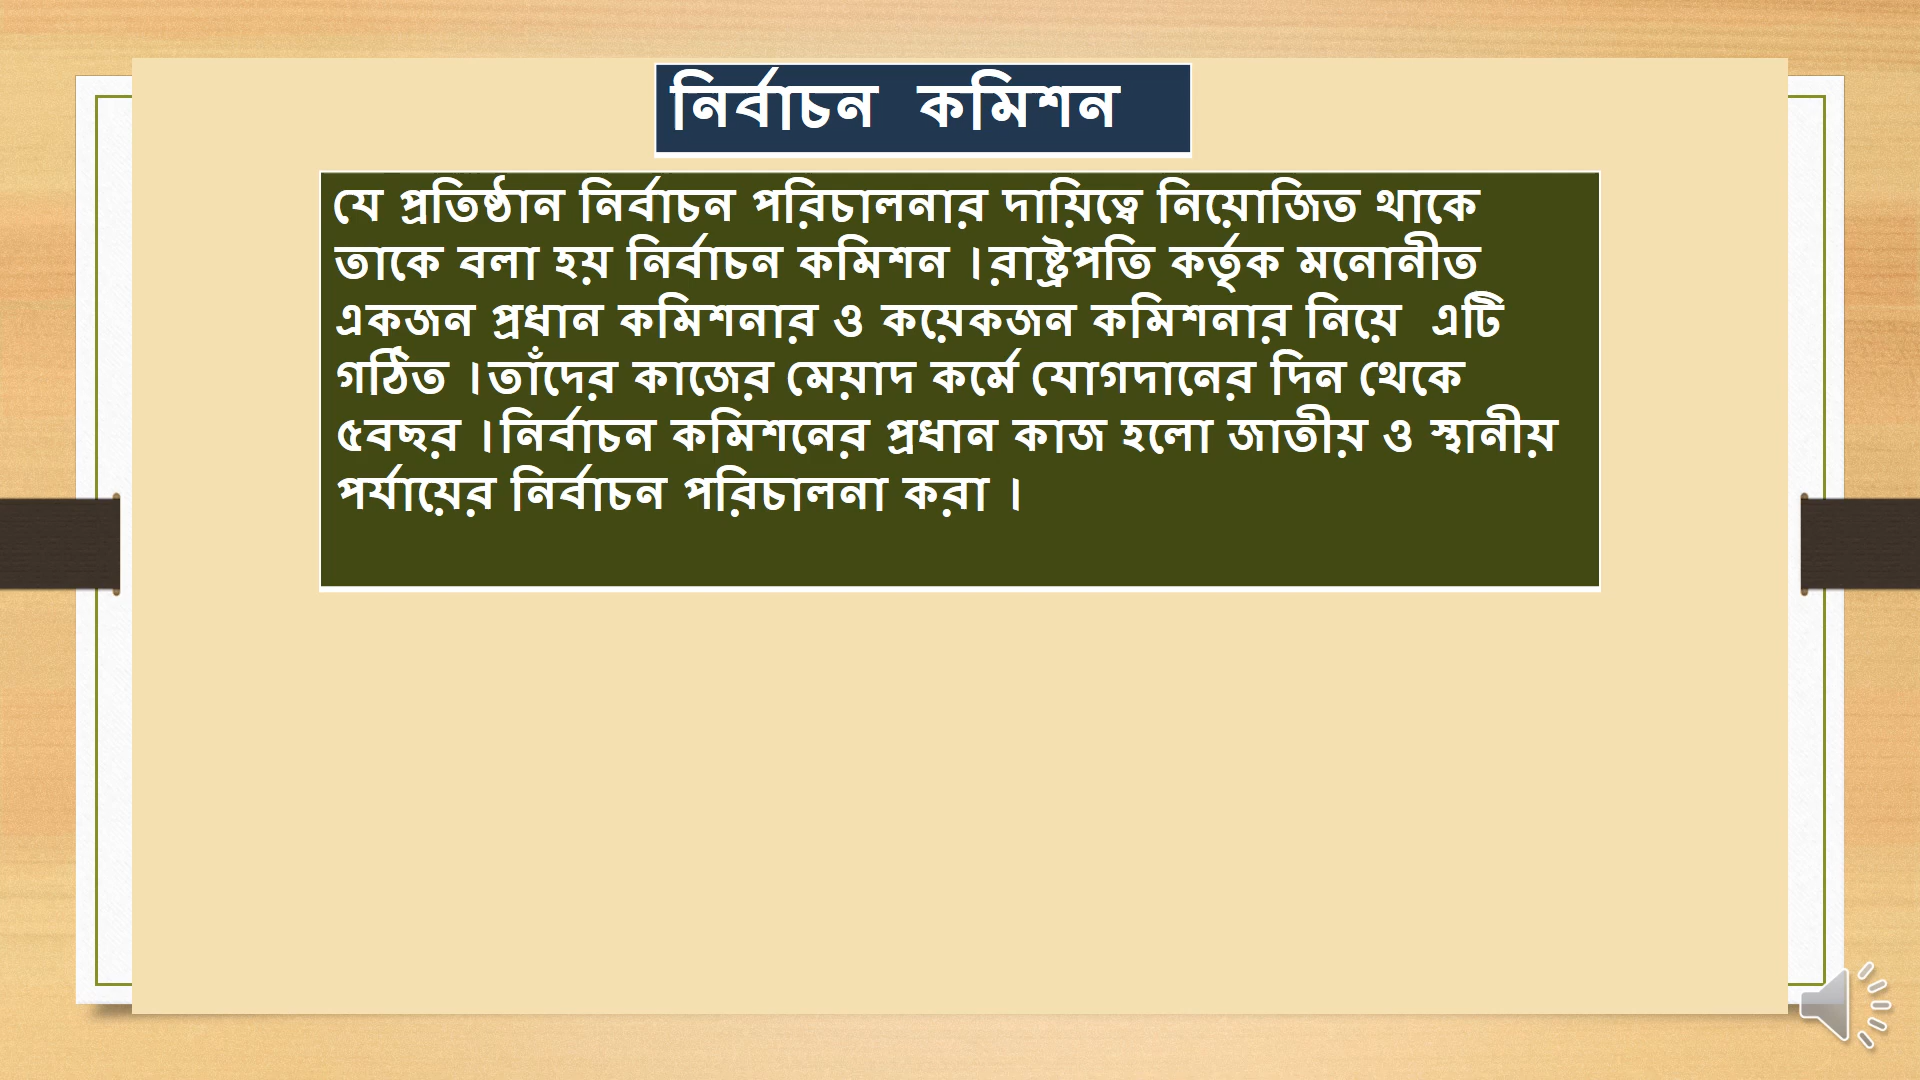 নির্বাচন কমিশন
যে প্রতিষ্ঠান নির্বাচন পরিচালনার দায়িত্বে নিয়োজিত থাকে
তাকে বলা হয় নির্বাচন কমিশন ।রাষ্ট্রপতি কর্তৃক মনোনীত
একজন প্রধান কমিশনার ও কয়েকজন কমিশনার নিয়ে এটি
গঠিত ।তাঁদের কাজের মেয়াদ কর্মে যোগদানের দিন থেকে
৫বছর ।নির্বাচন কমিশনের প্রধান কাজ হলো জাতীয় ও স্থানীয়
পর্যায়ের নির্বাচন পরিচালনা করা ।